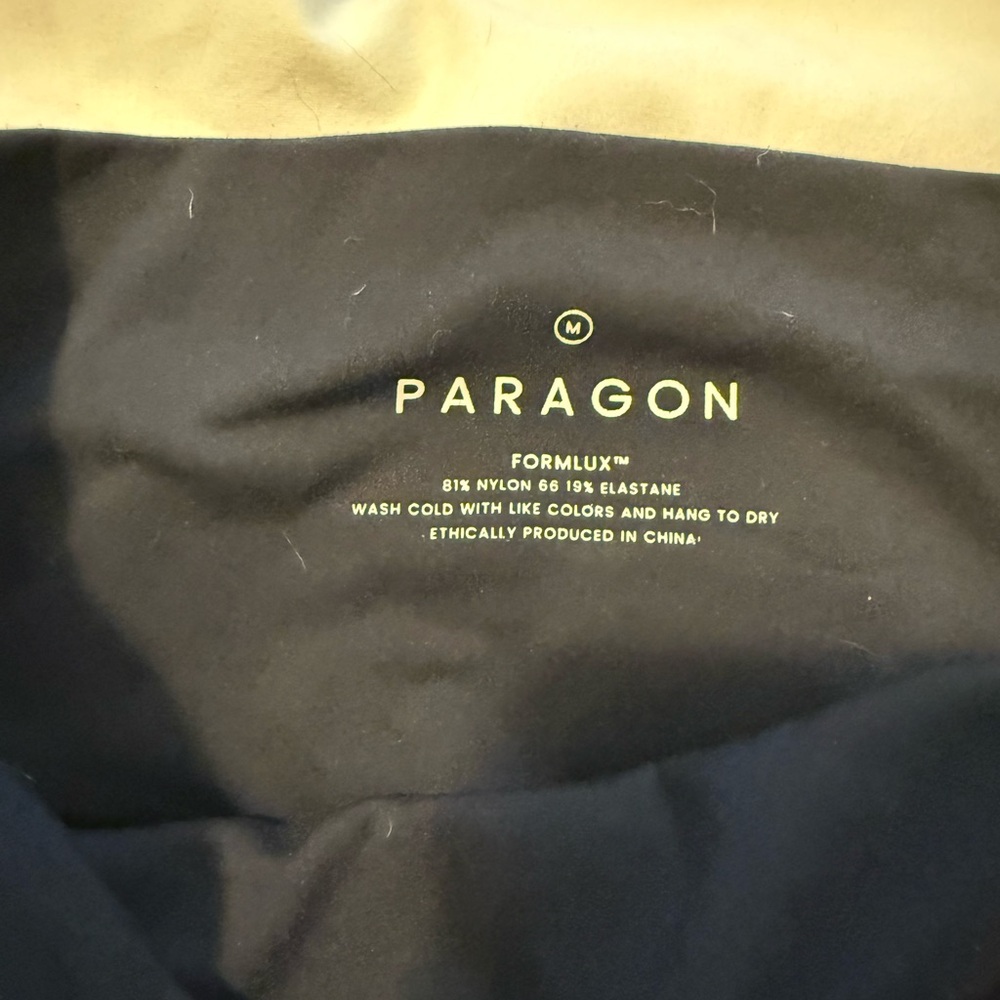 M
PARAGON
FORMLUX™
81% NYLON 66 19% ELASTANE
WASH COLD WITH LIKE COLORS AND HANG TO DRY
ETHICALLY PRODUCED IN CHINA